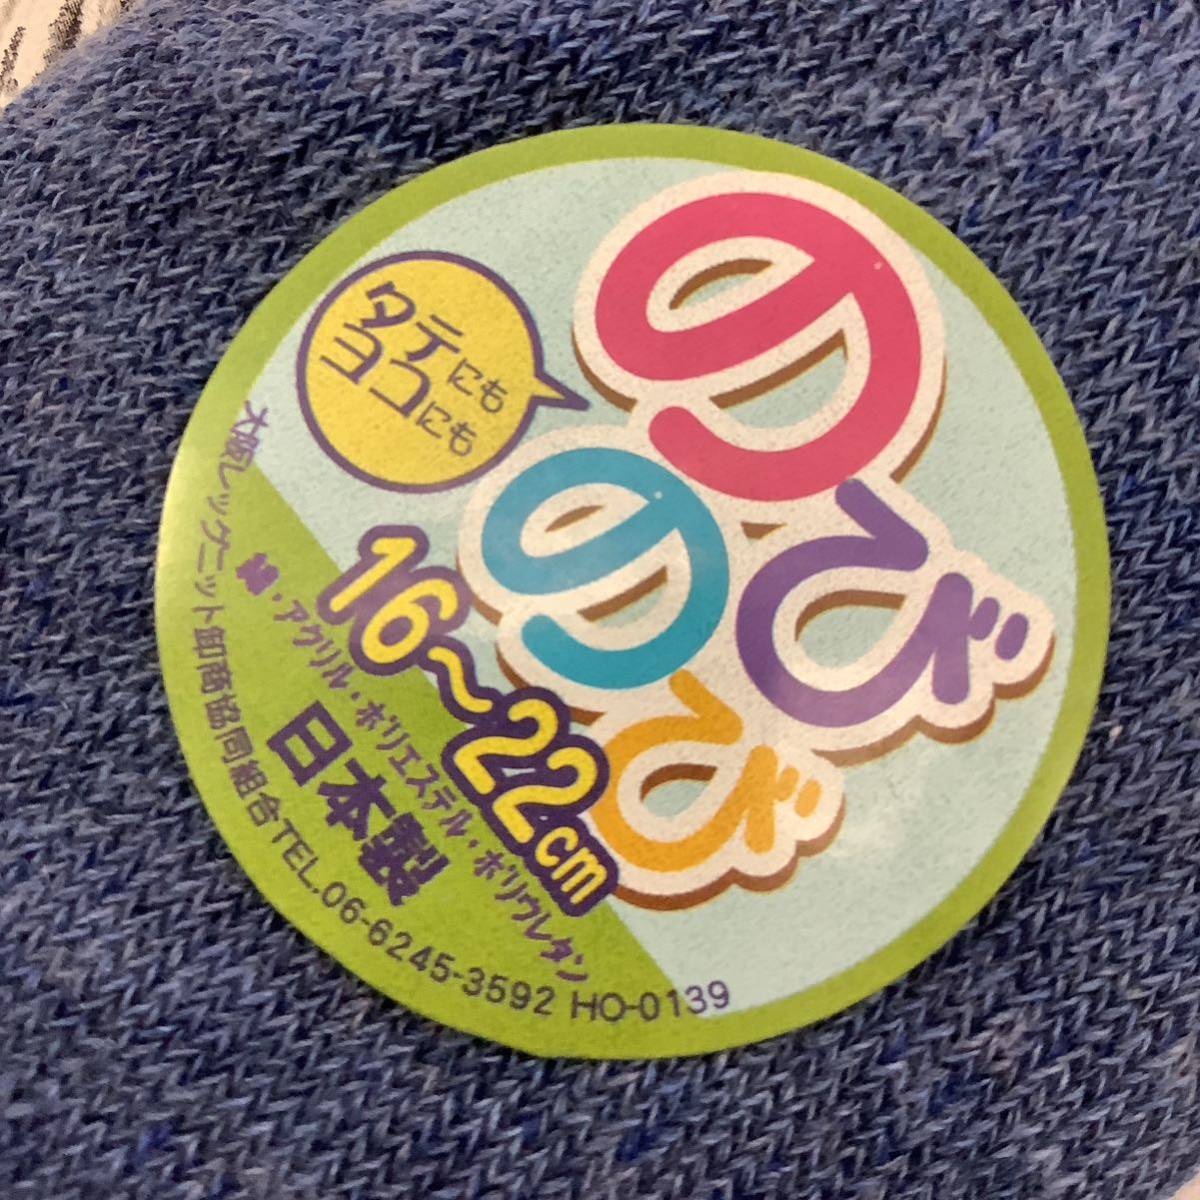 タテにも
ヨコにも
のび
のび
16～22cm
綿・アクリル・ポリエステル・ポリウレタン
日本製
大阪レッグニット卸商協同組合TEL.06-6245-3592 HO-0139